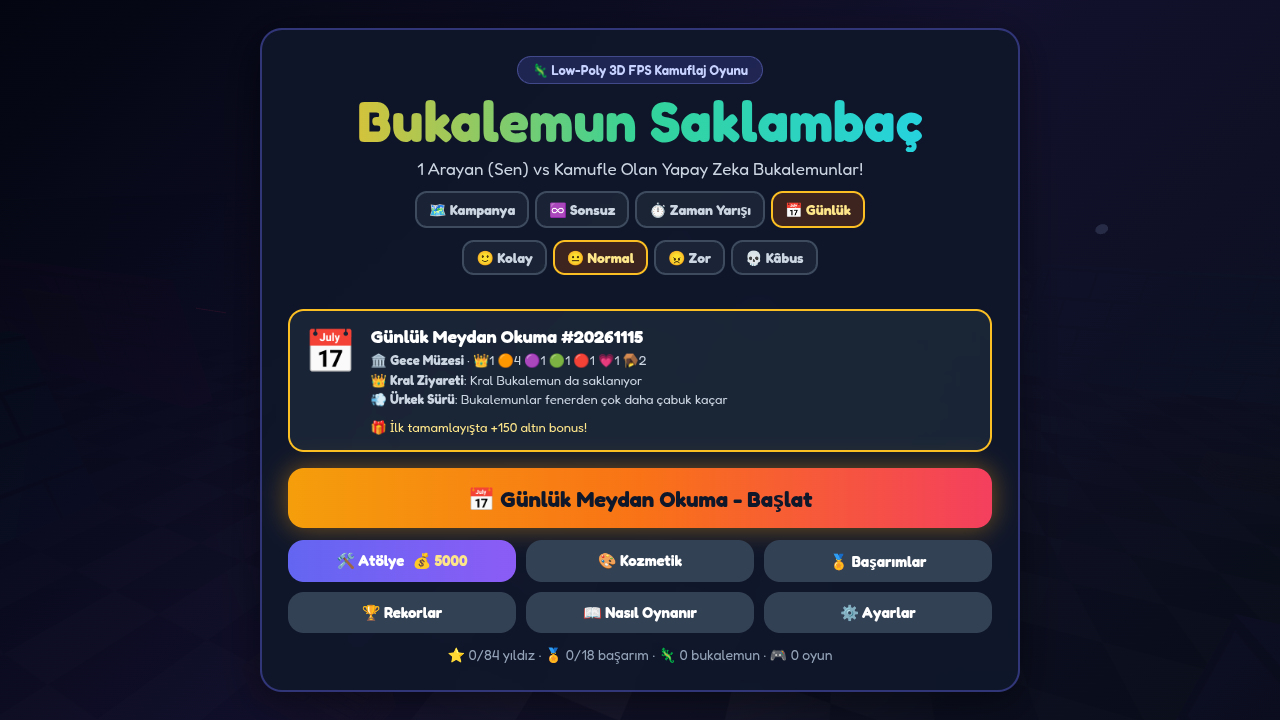 🦎 Low-Poly 3D FPS Kamuflaj Oyunu
Bukalemun Saklambaç
1 Arayan (Sen) vs Kamufle Olan Yapay Zeka Bukalemunlar!
🗺️ Kampanya ♾️ Sonsuz ⏱️ Zaman Yarışı 📅 Günlük
🙂 Kolay 😐 Normal 😠 Zor 💀 Kâbus
📅 Günlük Meydan Okuma #20261115
🏛️ Gece Müzesi · 👑1 🟠4 🟣1 🟢1 🔴1 💗1 🪤2
👑 Kral Ziyareti: Kral Bukalemun da saklanıyor
💨 Ürkek Sürü: Bukalemunlar fenerden çok daha çabuk kaçar
🎁 İlk tamamlayışta +150 altın bonus!
📅 Günlük Meydan Okuma - Başlat
🛠️ Atölye 💰 5000 🎨 Kozmetik 🏅 Başarımlar
🏆 Rekorlar 📖 Nasıl Oynanır ⚙️ Ayarlar
⭐ 0/84 yıldız · 🏅 0/18 başarım · 🦎 0 bukalemun · 🎮 0 oyun